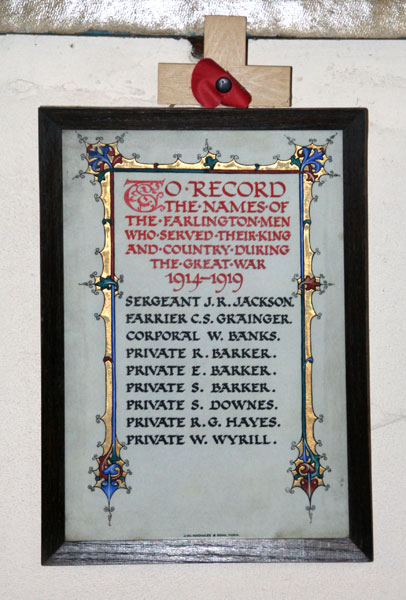 TO·RECORD
THE·NAMES·OF
THE·FARLINGTON·MEN
WHO·SERVED·THEIR·KING
AND·COUNTRY·DURING
THE·GREAT·WAR
1914–1919
SERGEANT J.R. JACKSON.
FARRIER C.S. GRAINGER.
CORPORAL W. BANKS.
PRIVATE R. BARKER.
PRIVATE E. BARKER.
PRIVATE S. BARKER.
PRIVATE S. DOWNES.
PRIVATE R.G. HAYES.
PRIVATE W. WYRILL.